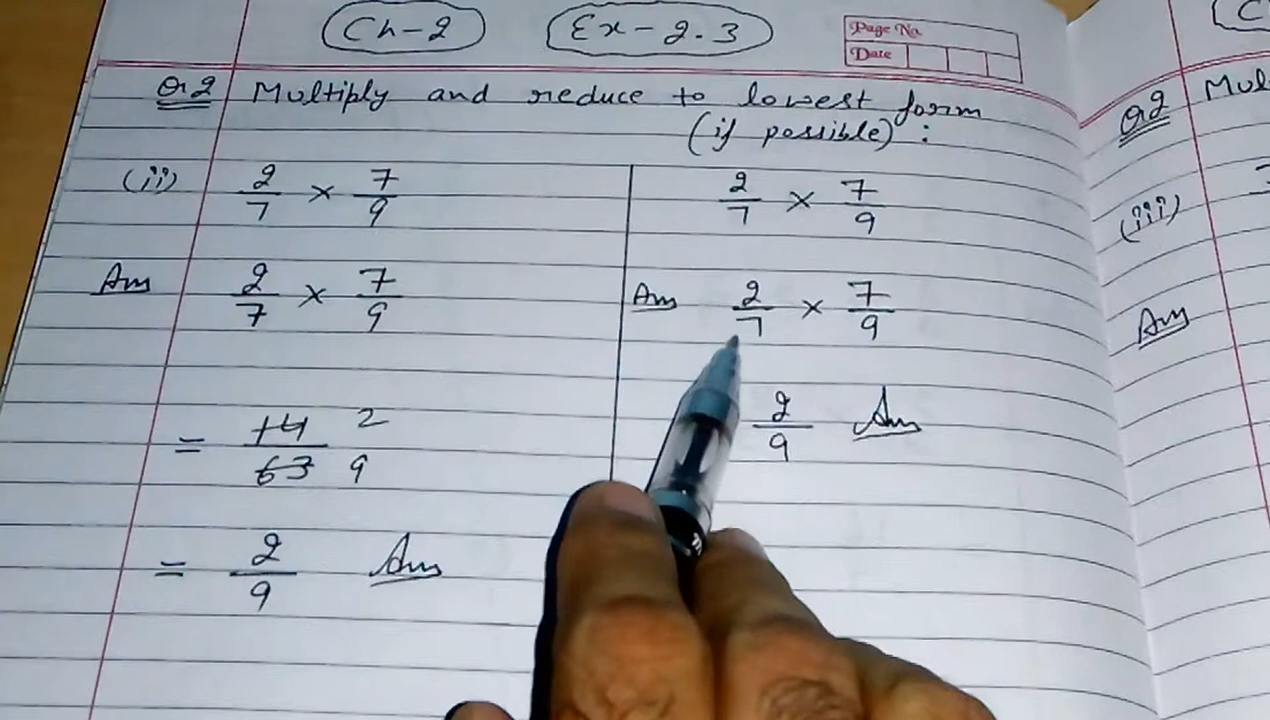 Ch-2 Ex-2.3
Page No.
Date
Q2 Multiply and reduce to lowest form
(if possible) :
(ii) 2/7 × 7/9
Ans 2/7 × 7/9
= 14/63 2/9
= 2/9 Ans
2/7 × 7/9
Ans 2/7 × 7/9
2/9 Ans
Q2 Mul
(iii)
Ans